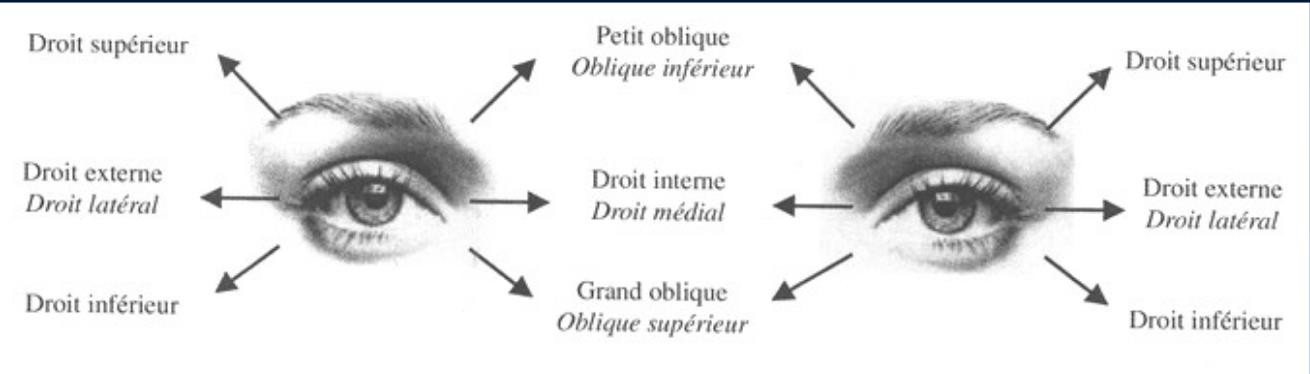 Droit supérieur
Petit oblique
Oblique inférieur
Droit supérieur
Droit externe
Droit latéral
Droit interne
Droit médial
Droit externe
Droit latéral
Droit inférieur
Grand oblique
Oblique supérieur
Droit inférieur